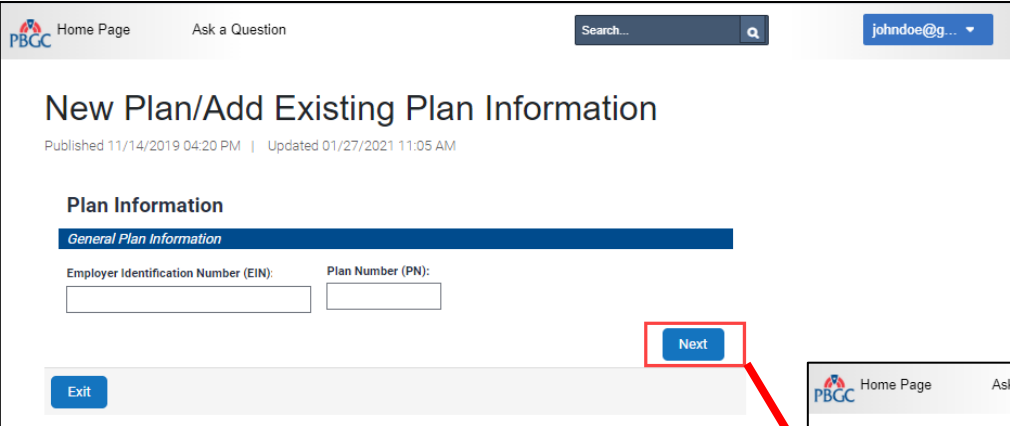 PBGC Home Page Ask a Question Search... johndoe@g...
New Plan/Add Existing Plan Information
Published 11/14/2019 04:20 PM | Updated 01/27/2021 11:05 AM
Plan Information
General Plan Information
Employer Identification Number (EIN): Plan Number (PN):
Next
Exit
PBGC Home Page As